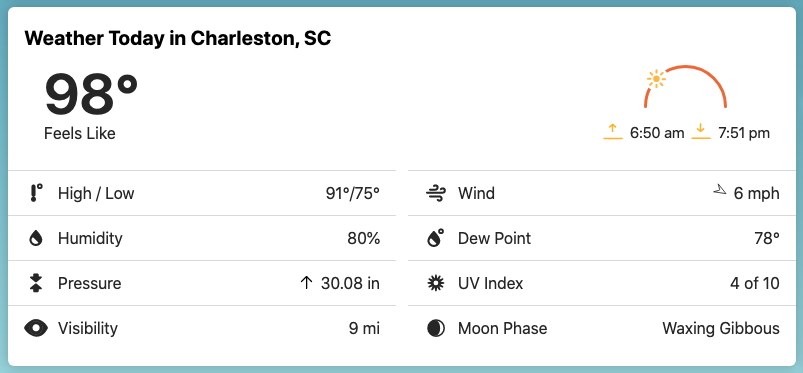 Weather Today in Charleston, SC
98°
Feels Like
6:50 am 7:51 pm
High / Low 91°/75°
Wind 6 mph
Humidity 80%
Dew Point 78°
Pressure 30.08 in
UV Index 4 of 10
Visibility 9 mi
Moon Phase Waxing Gibbous